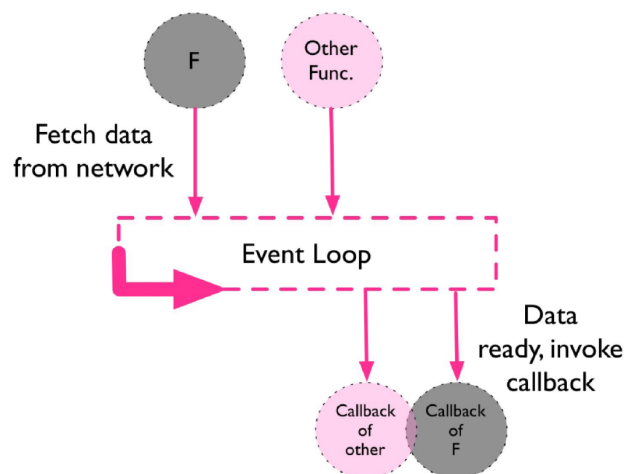 F
Other
Func.
Fetch data
from network
Event Loop
Data
ready, invoke
callback
Callback
of
other
Callback
of
F